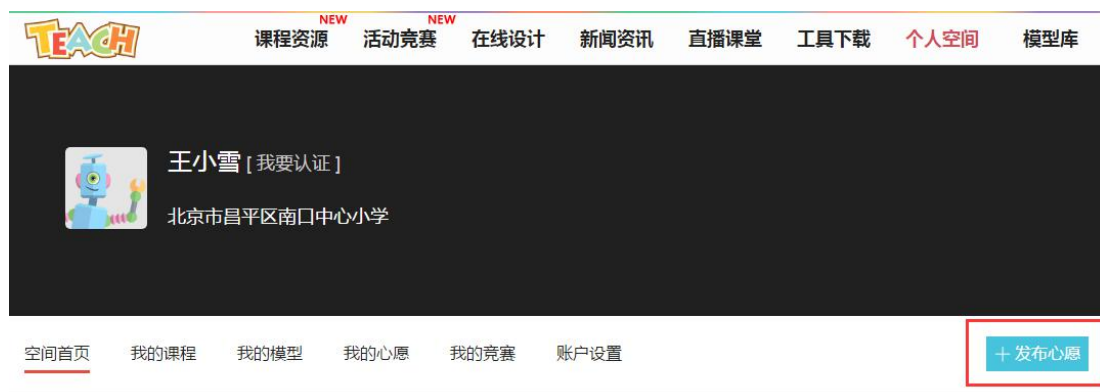 NEW NEW
TEACH 课程资源 活动竞赛 在线设计 新闻资讯 直播课堂 工具下载 个人空间 模型库
王小雪 [ 我要认证 ]
北京市昌平区南口中心小学
空间首页 我的课程 我的模型 我的心愿 我的竞赛 账户设置 + 发布心愿